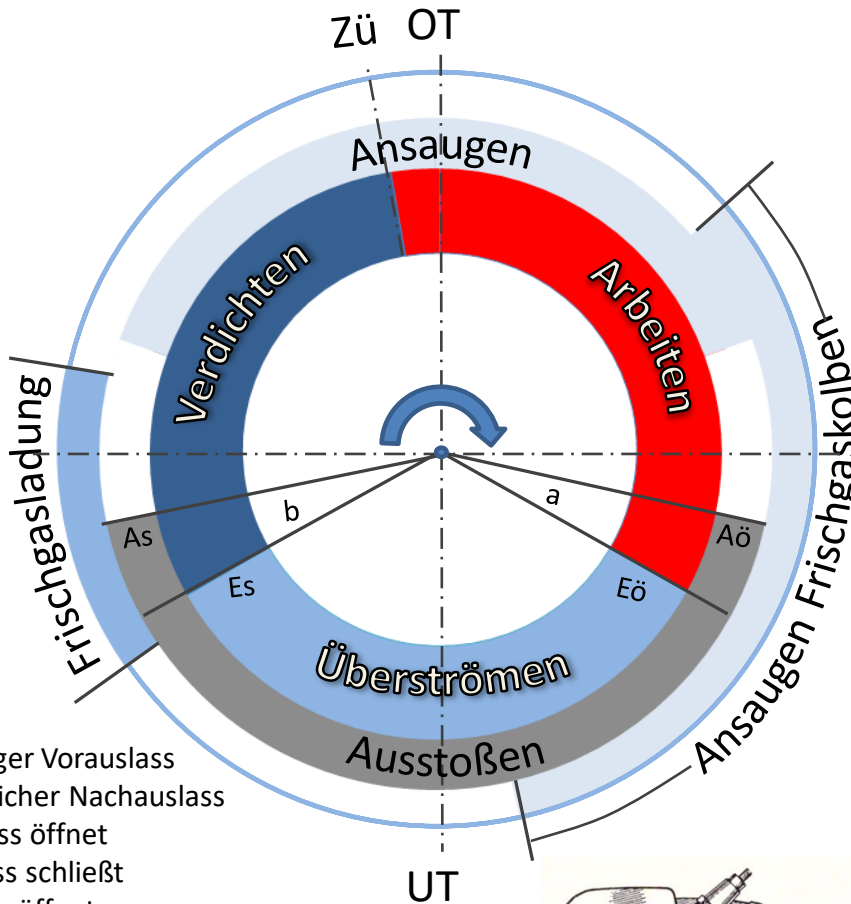 Zü OT
Ansaugen
Verdichten
Arbeiten
Frischgasladung
Ansaugen Frischgaskolben
b
a
As
Aö
Es
Eö
Überströmen
Ausstoßen
ger Vorauslass
icher Nachauslass
ss öffnet
ss schließt
UT